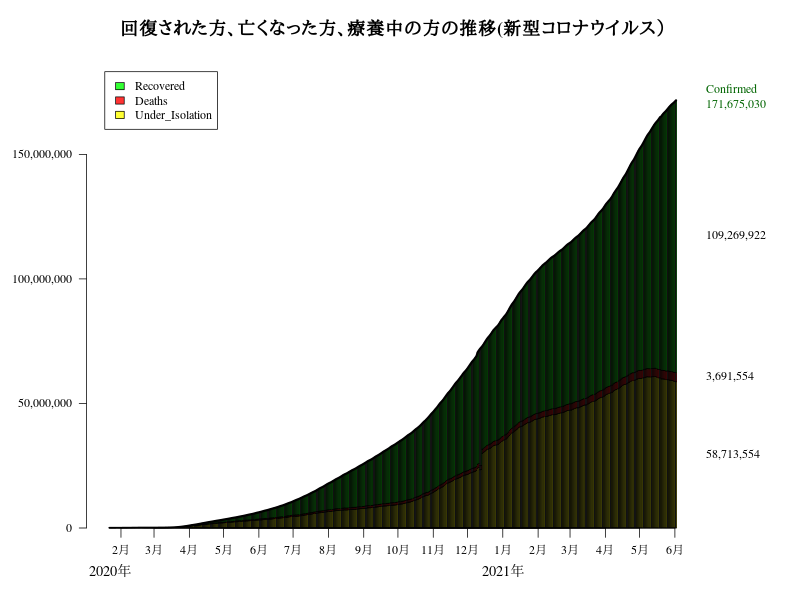 回復された方、亡くなった方、療養中の方の推移(新型コロナウイルス）
Recovered
Deaths
Under_Isolation
Confirmed
171,675,030
150,000,000
109,269,922
100,000,000
3,691,554
50,000,000
58,713,554
0
2月 3月 4月 5月 6月 7月 8月 9月 10月 11月 12月 1月 2月 3月 4月 5月 6月
2020年 2021年